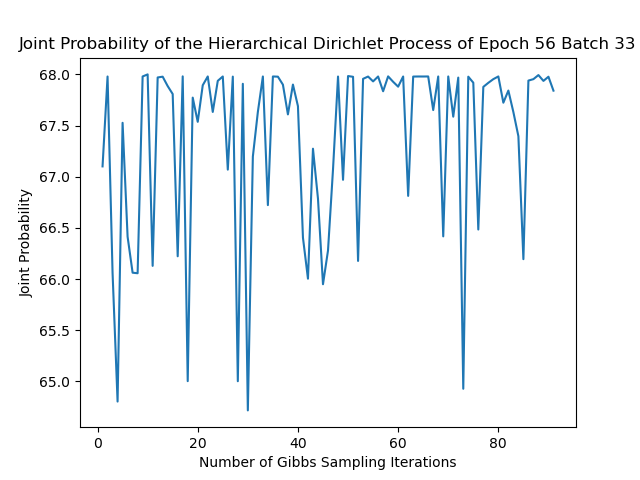 Joint Probability of the Hierarchical Dirichlet Process of Epoch 56 Batch 33
68.0
67.5
67.0
66.5
66.0
65.5
65.0
Joint Probability
0 20 40 60 80
Number of Gibbs Sampling Iterations